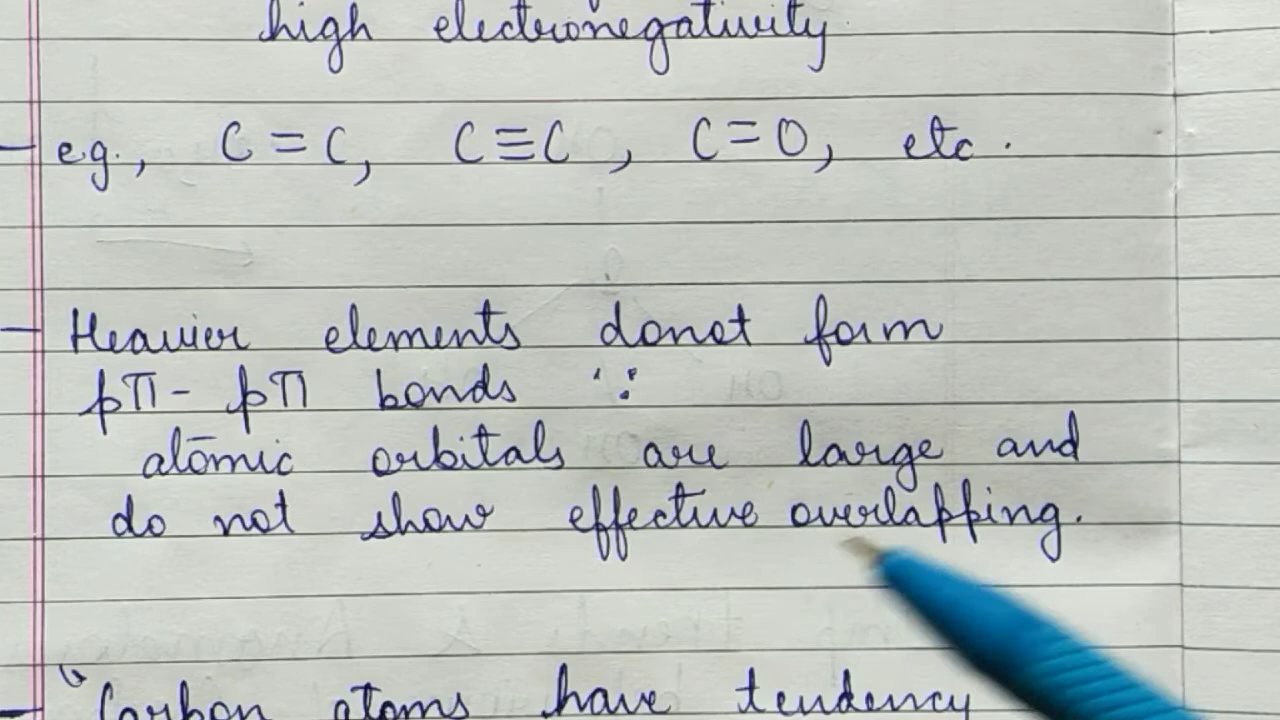 high electronegativity
- e.g., C=C, C≡C, C=O, etc.
- Heavier elements donot form
pπ- pπ bonds ∵
atomic orbitals are large and
do not show effective overlapping.
- Carbon atoms have tendency